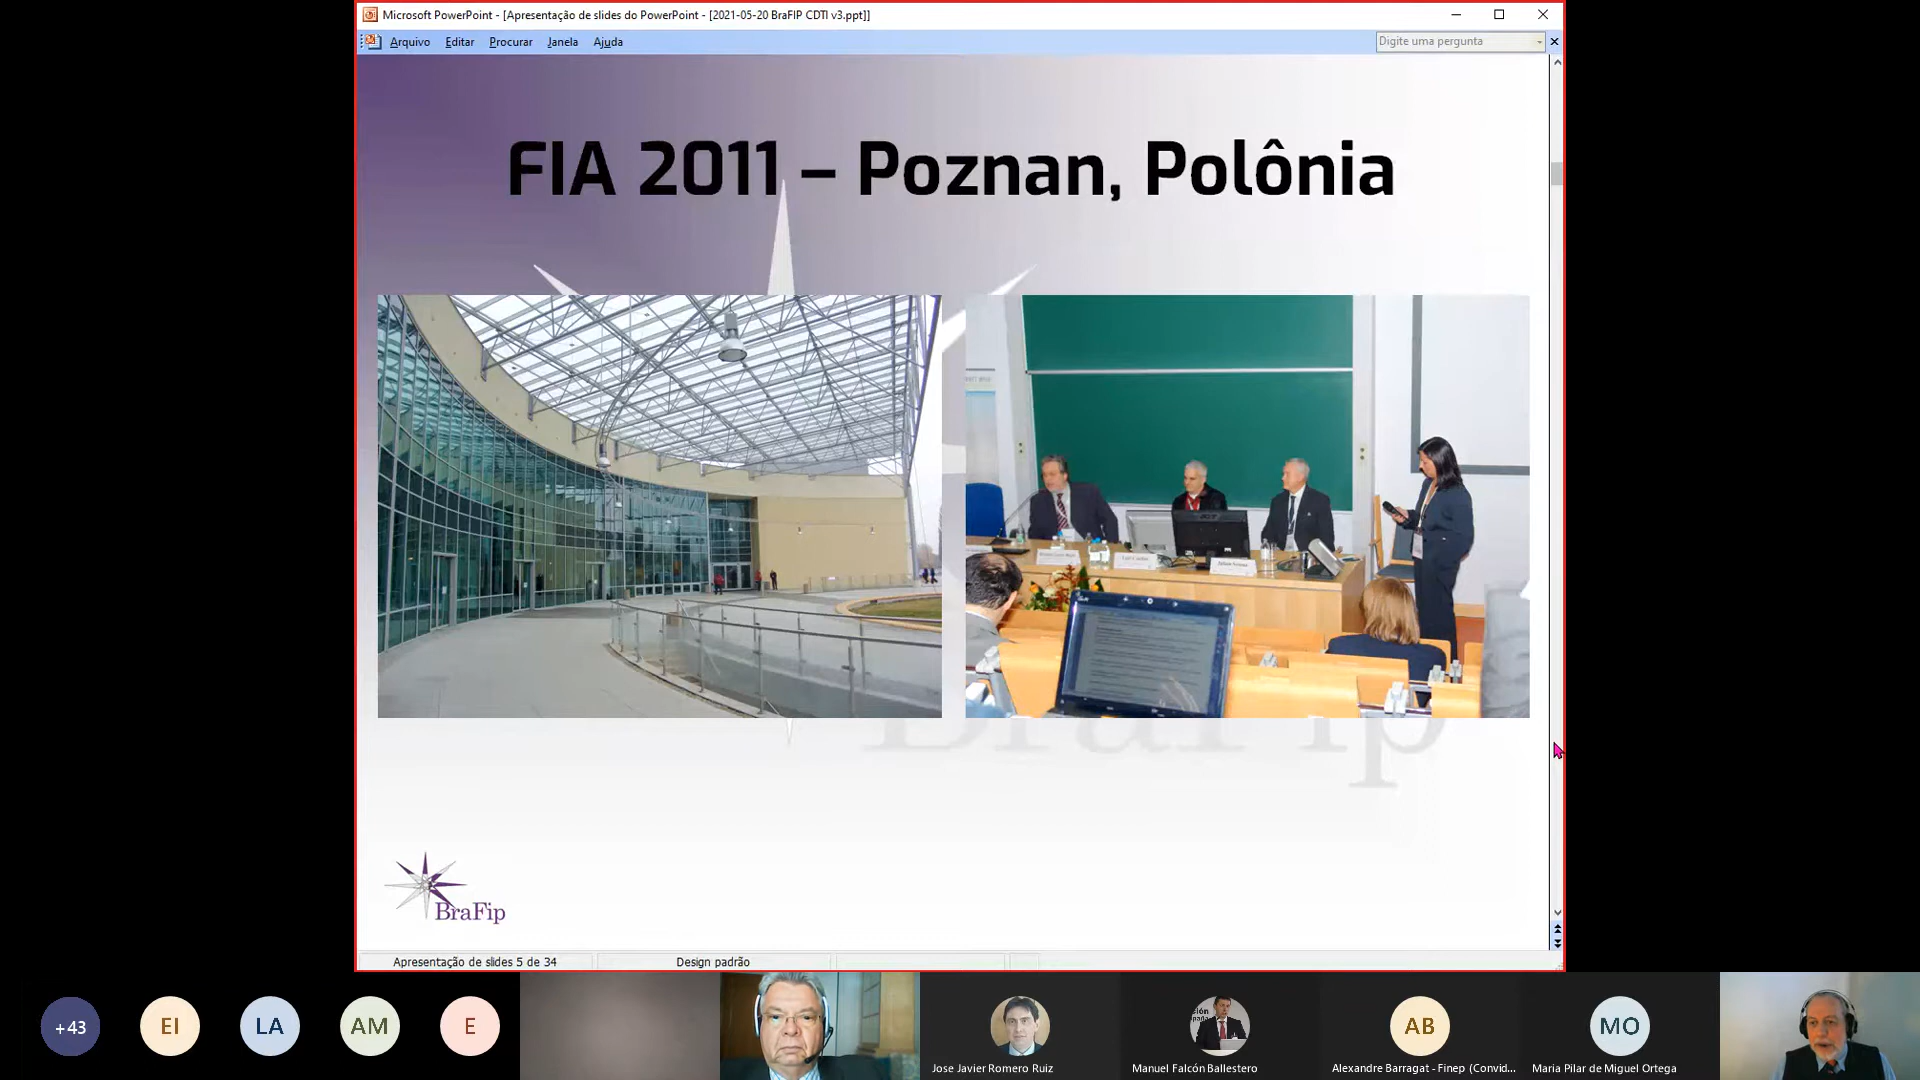 Microsoft PowerPoint - [Apresentação de slides do PowerPoint - [2021-05-20 BraFIP CDTI v3.ppt]]
Arquivo Editar Procurar Janela Ajuda
Digite uma pergunta
FIA 2011 – Poznan, Polônia
BraFip
BraFip
Apresentação de slides 5 de 34
Design padrão
+43
EI
LA
AM
E
Jose Javier Romero Ruiz
Manuel Falcón Ballestero
AB
Alexandre Barragat - Finep (Convid...
MO
Maria Pilar de Miguel Ortega